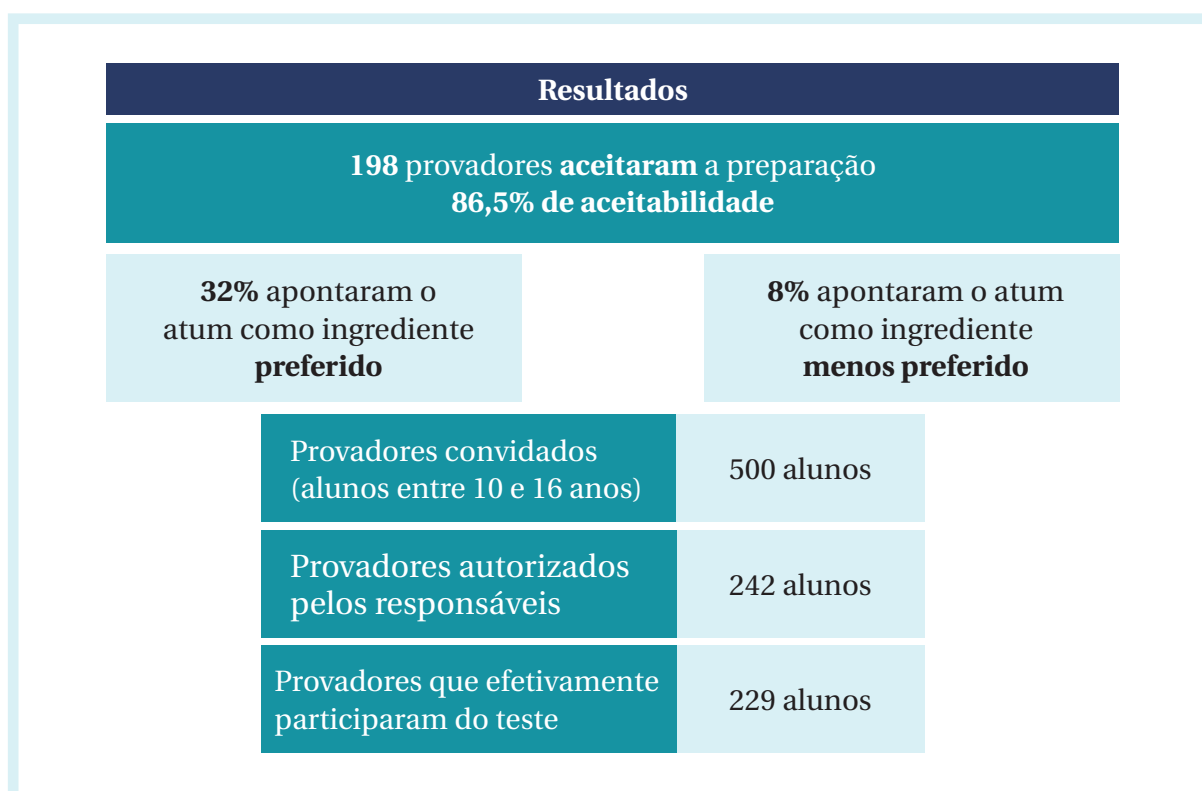 Resultados
198 provadores aceitaram a preparação
86,5% de aceitabilidade
32% apontaram o
atum como ingrediente
preferido
8% apontaram o atum
como ingrediente
menos preferido
Provadores convidados
(alunos entre 10 e 16 anos)
500 alunos
Provadores autorizados
pelos responsáveis
242 alunos
Provadores que efetivamente
participaram do teste
229 alunos